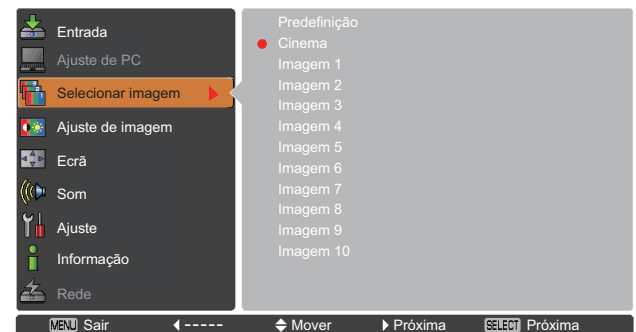 Entrada
Ajuste de PC
Selecionar imagem
Ajuste de imagem
Ecrã
Som
Ajuste
Informação
Rede
Predefinição
Cinema
Imagem 1
Imagem 2
Imagem 3
Imagem 4
Imagem 5
Imagem 6
Imagem 7
Imagem 8
Imagem 9
Imagem 10
MENU Sair ----- Mover Próxima SELECT Próxima